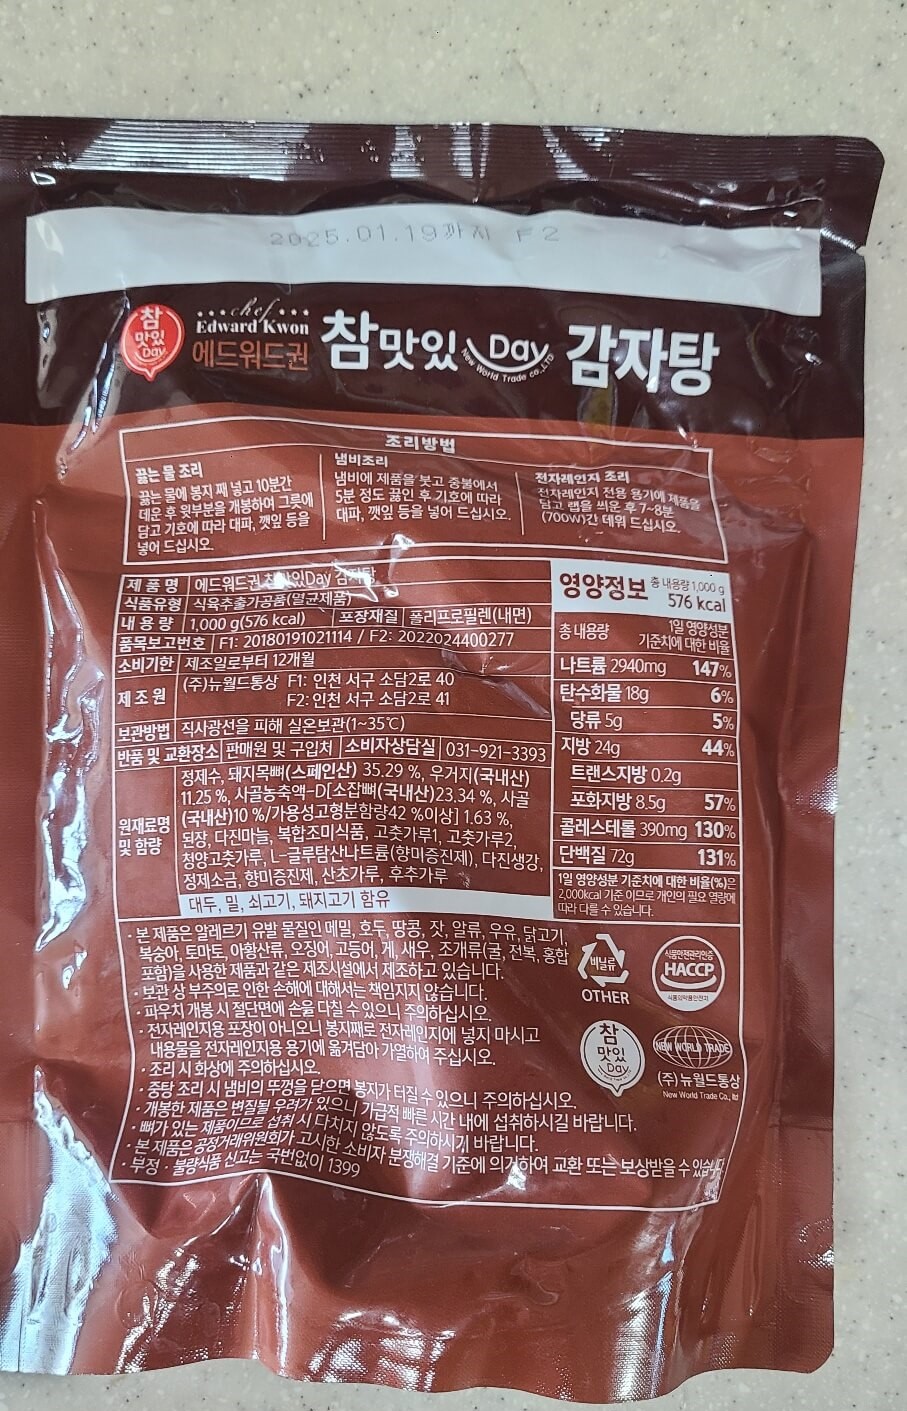 2025.01.19까지 F2
참
맛있
Day
chef
Edward Kwon
에드워드권
참맛있 Day 감자탕
New World Trade co.,LTD
조리방법
끓는 물 조리
끓는 물에 봉지 째 넣고 10분간
데운 후 윗부분을 개봉하여 그릇에
담고 기호에 따라 대파, 깻잎 등을
넣어 드십시오.
냄비조리
냄비에 제품을 붓고 중불에서
5분 정도 끓인 후 기호에 따라
대파, 깻잎 등을 넣어 드십시오.
전자레인지 조리
전자레인지 전용 용기에 제품을
담고 랩을 씌운 후 7~8분
(700W)간 데워 드십시오.
제품명 에드워드권 참맛있Day 감자탕
식품유형 식육추출가공품(멸균제품)
내용량 1,000 g(576 kcal) 포장재질 폴리프로필렌(내면)
품목보고번호 F1: 20180191021114 / F2: 2022024400277
소비기한 제조일로부터 12개월
제조원 (주)뉴월드통상 F1: 인천 서구 소담2로 40
F2: 인천 서구 소담2로 41
보관방법 직사광선을 피해 실온보관(1~35℃)
반품 및 교환장소 판매원 및 구입처 소비자상담실 031-921-3393
원재료명 및 함량
정제수, 돼지목뼈(스페인산) 35.29 %, 우거지(국내산)
11.25 %, 사골농축액-D[소잡뼈(국내산)23.34 %, 사골
(국내산)10 %/가용성고형분함량42 %이상] 1.63 %,
된장, 다진마늘, 복합조미식품, 고춧가루1, 고춧가루2,
청양고춧가루, L-글루탐산나트륨(향미증진제), 다진생강,
정제소금, 향미증진제, 산초가루, 후추가루
대두, 밀, 쇠고기, 돼지고기 함유
영양정보 총 내용량 1,000 g
576 kcal
총 내용량 1일 영양성분
기준치에 대한 비율
나트륨 2940mg 147%
탄수화물 18g 6%
당류 5g 5%
지방 24g 44%
트랜스지방 0.2g
포화지방 8.5g 57%
콜레스테롤 390mg 130%
단백질 72g 131%
1일 영양성분 기준치에 대한 비율(%)은
2,000kcal 기준 이므로 개인의 필요 열량에
따라 다를 수 있습니다.
· 본 제품은 알레르기 유발 물질인 메밀, 호두, 땅콩, 잣, 알류, 우유, 닭고기,
복숭아, 토마토, 아황산류, 오징어, 고등어, 게, 새우, 조개류(굴, 전복, 홍합
포함)을 사용한 제품과 같은 제조시설에서 제조하고 있습니다.
· 보관 상 부주의로 인한 손해에 대해서는 책임지지 않습니다.
· 파우치 개봉 시 절단면에 손을 다칠 수 있으니 주의하십시오.
· 전자레인지용 포장이 아니오니 봉지째로 전자레인지에 넣지 마시고
내용물을 전자레인지용 용기에 옮겨담아 가열하여 주십시오.
· 조리 시 화상에 주의하십시오.
· 중탕 조리 시 냄비의 뚜껑을 닫으면 봉지가 터질 수 있으니 주의하십시오.
· 개봉한 제품은 변질될 우려가 있으니 가급적 빠른 시간 내에 섭취하시길 바랍니다.
· 뼈가 있는 제품이므로 섭취 시 다치지 않도록 주의하시기 바랍니다.
· 본 제품은 공정거래위원회가 고시한 소비자 분쟁해결 기준에 의거하여 교환 또는 보상받을 수 있습니다.
· 부정 · 불량식품 신고는 국번없이 1399
비닐류
OTHER
식품안전관리인증
HACCP
식품의약품안전처
참
맛있
Day
NEW WORLD TRADE
(주)뉴월드통상
New World Trade Co., ltd